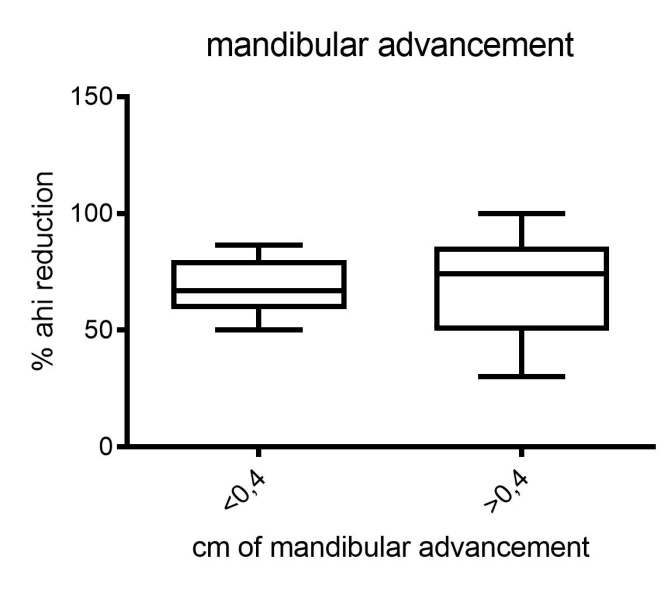 mandibular advancement
150
100
50
0
% ahi reduction
<0,4
>0,4
cm of mandibular advancement